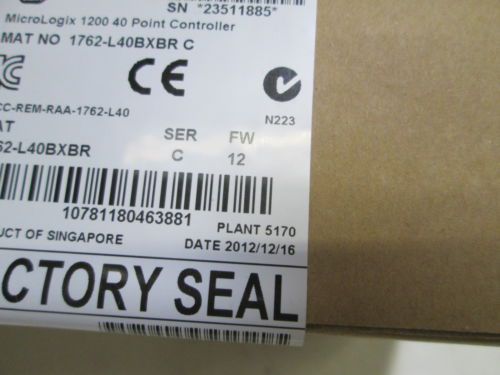 SN *23511885*
MicroLogix 1200 40 Point Controller
MAT NO 1762-L40BXBR C
CE
N223
CC-REM-RAA-1762-L40
AT SER FW
62-L40BXBR C 12
10781180463881
PLANT 5170
UCT OF SINGAPORE
DATE 2012/12/16
CTORY SEAL